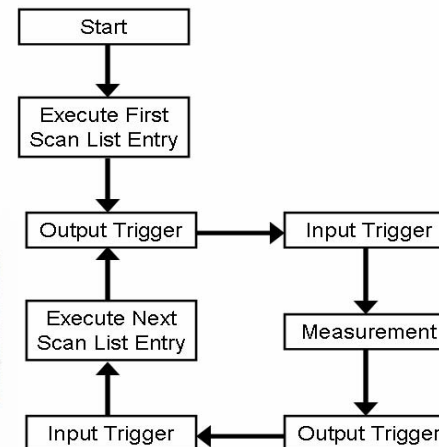 Start
Execute First
Scan List Entry
Output Trigger
Input Trigger
Execute Next
Scan List Entry
Measurement
Input Trigger
Output Trigger